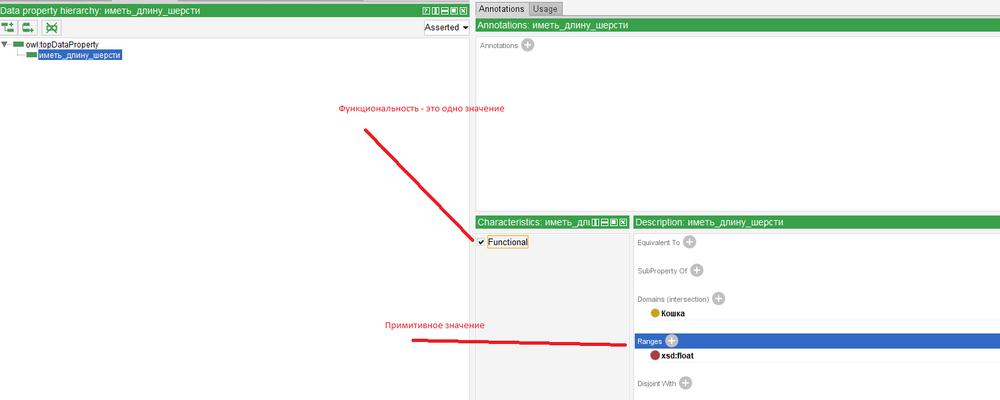 Data property hierarchy: иметь_длину_шерсти
Asserted
owl:topDataProperty
иметь_длину_шерсти
Annotations Usage
Annotations: иметь_длину_шерсти
Annotations
Функциональность - это одно значение
Characteristics: иметь_дли
Functional
Примитивное значение
Description: иметь_длину_шерсти
Equivalent To
SubProperty Of
Domains (intersection)
Кошка
Ranges
xsd:float
Disjoint With